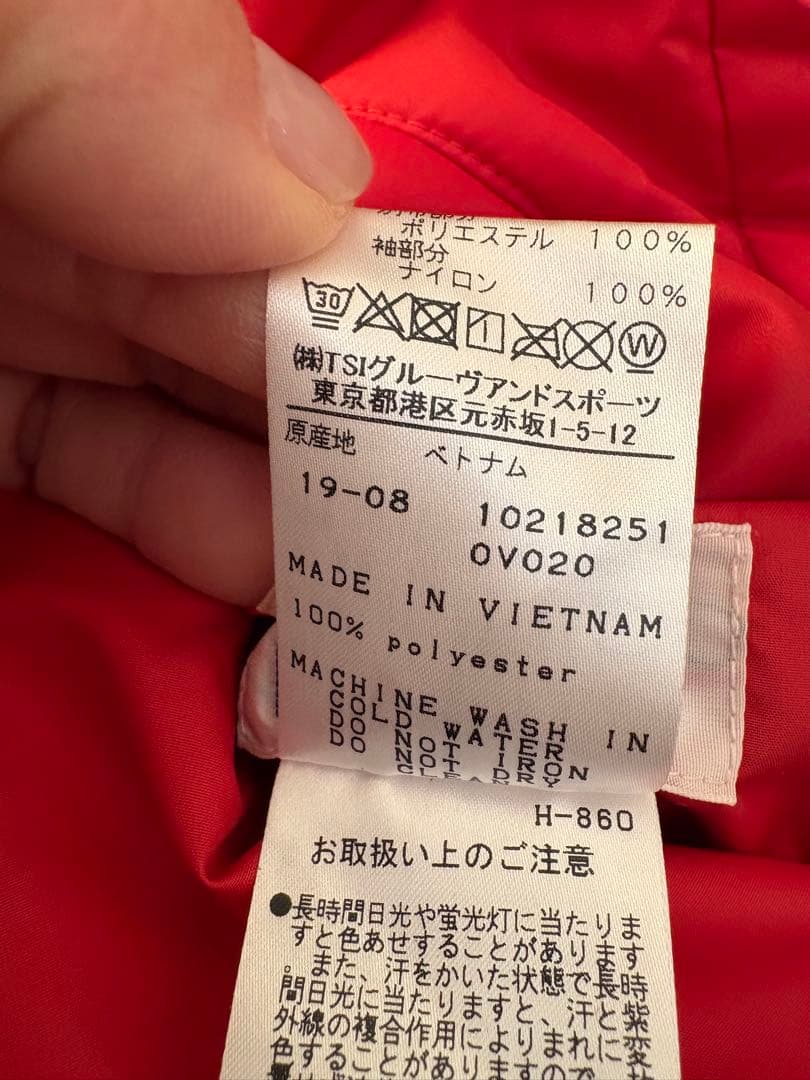 ポリエステル 100%
袖部分
ナイロン 100%
30
W
(株)TSIグルーヴアンドスポーツ
東京都港区元赤坂1-5-12
原産地 ベトナム
19-08 10218251
0V020
MADE IN VIETNAM
100% polyester
MACHINE WASH IN
COLD WATER
DO NOT IRON
DO NOT DRY
CLEAN
H-860
お取扱い上のご注意
●長時間日光や蛍光灯に当たりま
すと色あせすることがあります
。また、汗をかいた状態で長時
間日光に当たりますと、汗と紫
外線の複合作用によりまれに変
色することがありますので、